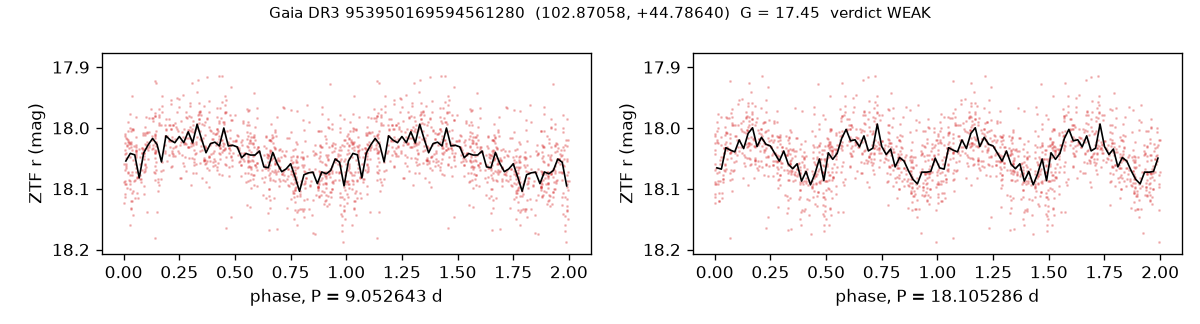 Gaia DR3 953950169594561280  (102.87058, +44.78640)  G = 17.45  verdict WEAK
ZTF r (mag)
17.9
18.0
18.1
18.2
0.00 0.25 0.50 0.75 1.00 1.25 1.50 1.75 2.00
phase, P = 9.052643 d
ZTF r (mag)
17.9
18.0
18.1
18.2
0.00 0.25 0.50 0.75 1.00 1.25 1.50 1.75 2.00
phase, P = 18.105286 d